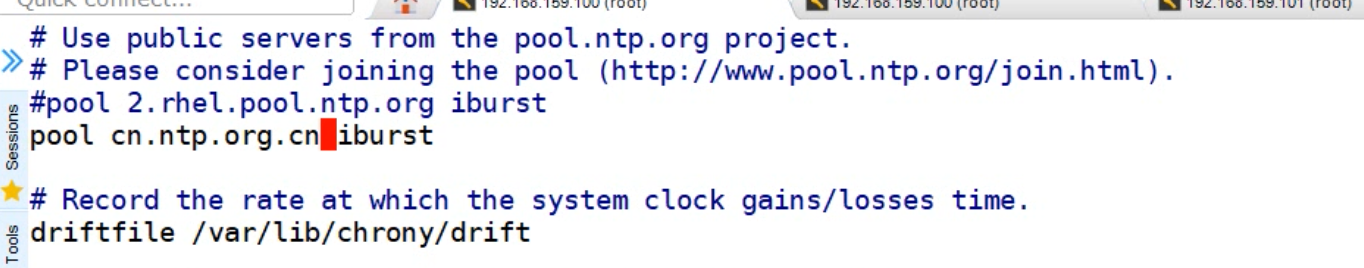 Quick connect...
192.168.159.100 (root)
192.168.159.100 (root)
192.168.159.101 (root)
# Use public servers from the pool.ntp.org project.
# Please consider joining the pool (http://www.pool.ntp.org/join.html).
#pool 2.rhel.pool.ntp.org iburst
pool cn.ntp.org.cn iburst
# Record the rate at which the system clock gains/losses time.
driftfile /var/lib/chrony/drift
Sessions
Tools